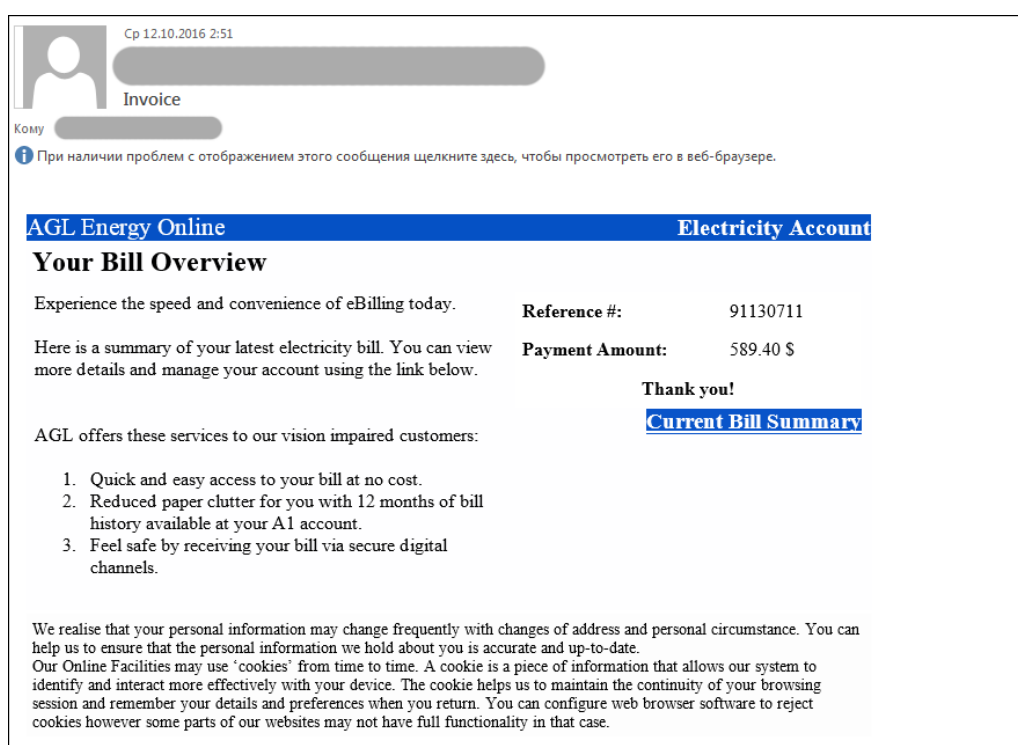 Ср 12.10.2016 2:51
Invoice
Кому
При наличии проблем с отображением этого сообщения щелкните здесь, чтобы просмотреть его в веб-браузере.
AGL Energy Online
Electricity Account
Your Bill Overview
Experience the speed and convenience of eBilling today.
Here is a summary of your latest electricity bill. You can view
more details and manage your account using the link below.
AGL offers these services to our vision impaired customers:
1. Quick and easy access to your bill at no cost.
2. Reduced paper clutter for you with 12 months of bill
history available at your A1 account.
3. Feel safe by receiving your bill via secure digital
channels.
Reference #: 91130711
Payment Amount: 589.40 $
Thank you!
Current Bill Summary
We realise that your personal information may change frequently with changes of address and personal circumstance. You can
help us to ensure that the personal information we hold about you is accurate and up-to-date.
Our Online Facilities may use ‘cookies’ from time to time. A cookie is a piece of information that allows our system to
identify and interact more effectively with your device. The cookie helps us to maintain the continuity of your browsing
session and remember your details and preferences when you return. You can configure web browser software to reject
cookies however some parts of our websites may not have full functionality in that case.